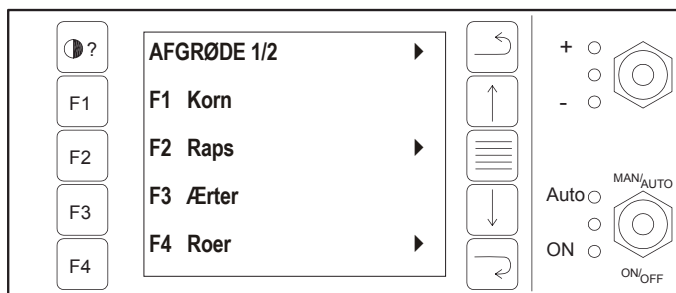 ?
F1
F2
F3
F4
AFGRØDE 1/2
F1 Korn
F2 Raps
F3 Ærter
F4 Roer
+
-
MAN/AUTO
Auto
ON
ON/OFF